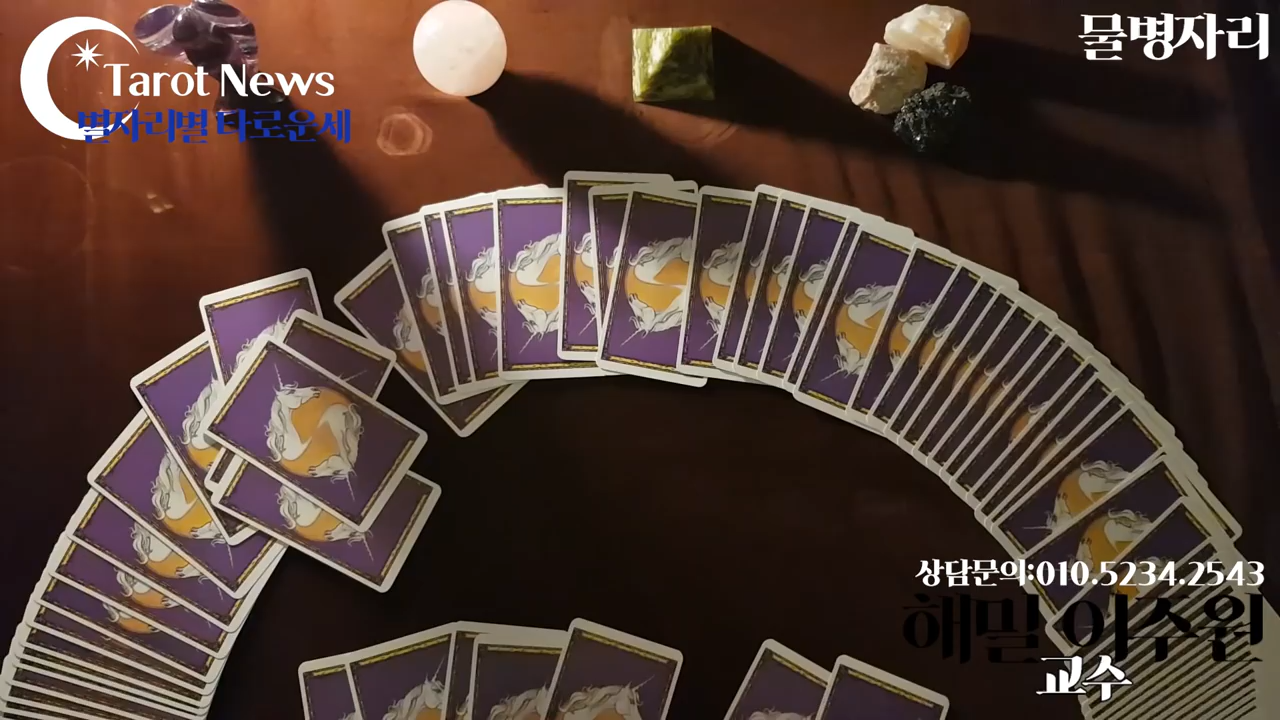 Tarot News
별자리별 타로운세
물병자리
상담문의:010.5234.2543
해밀 이주원
교수